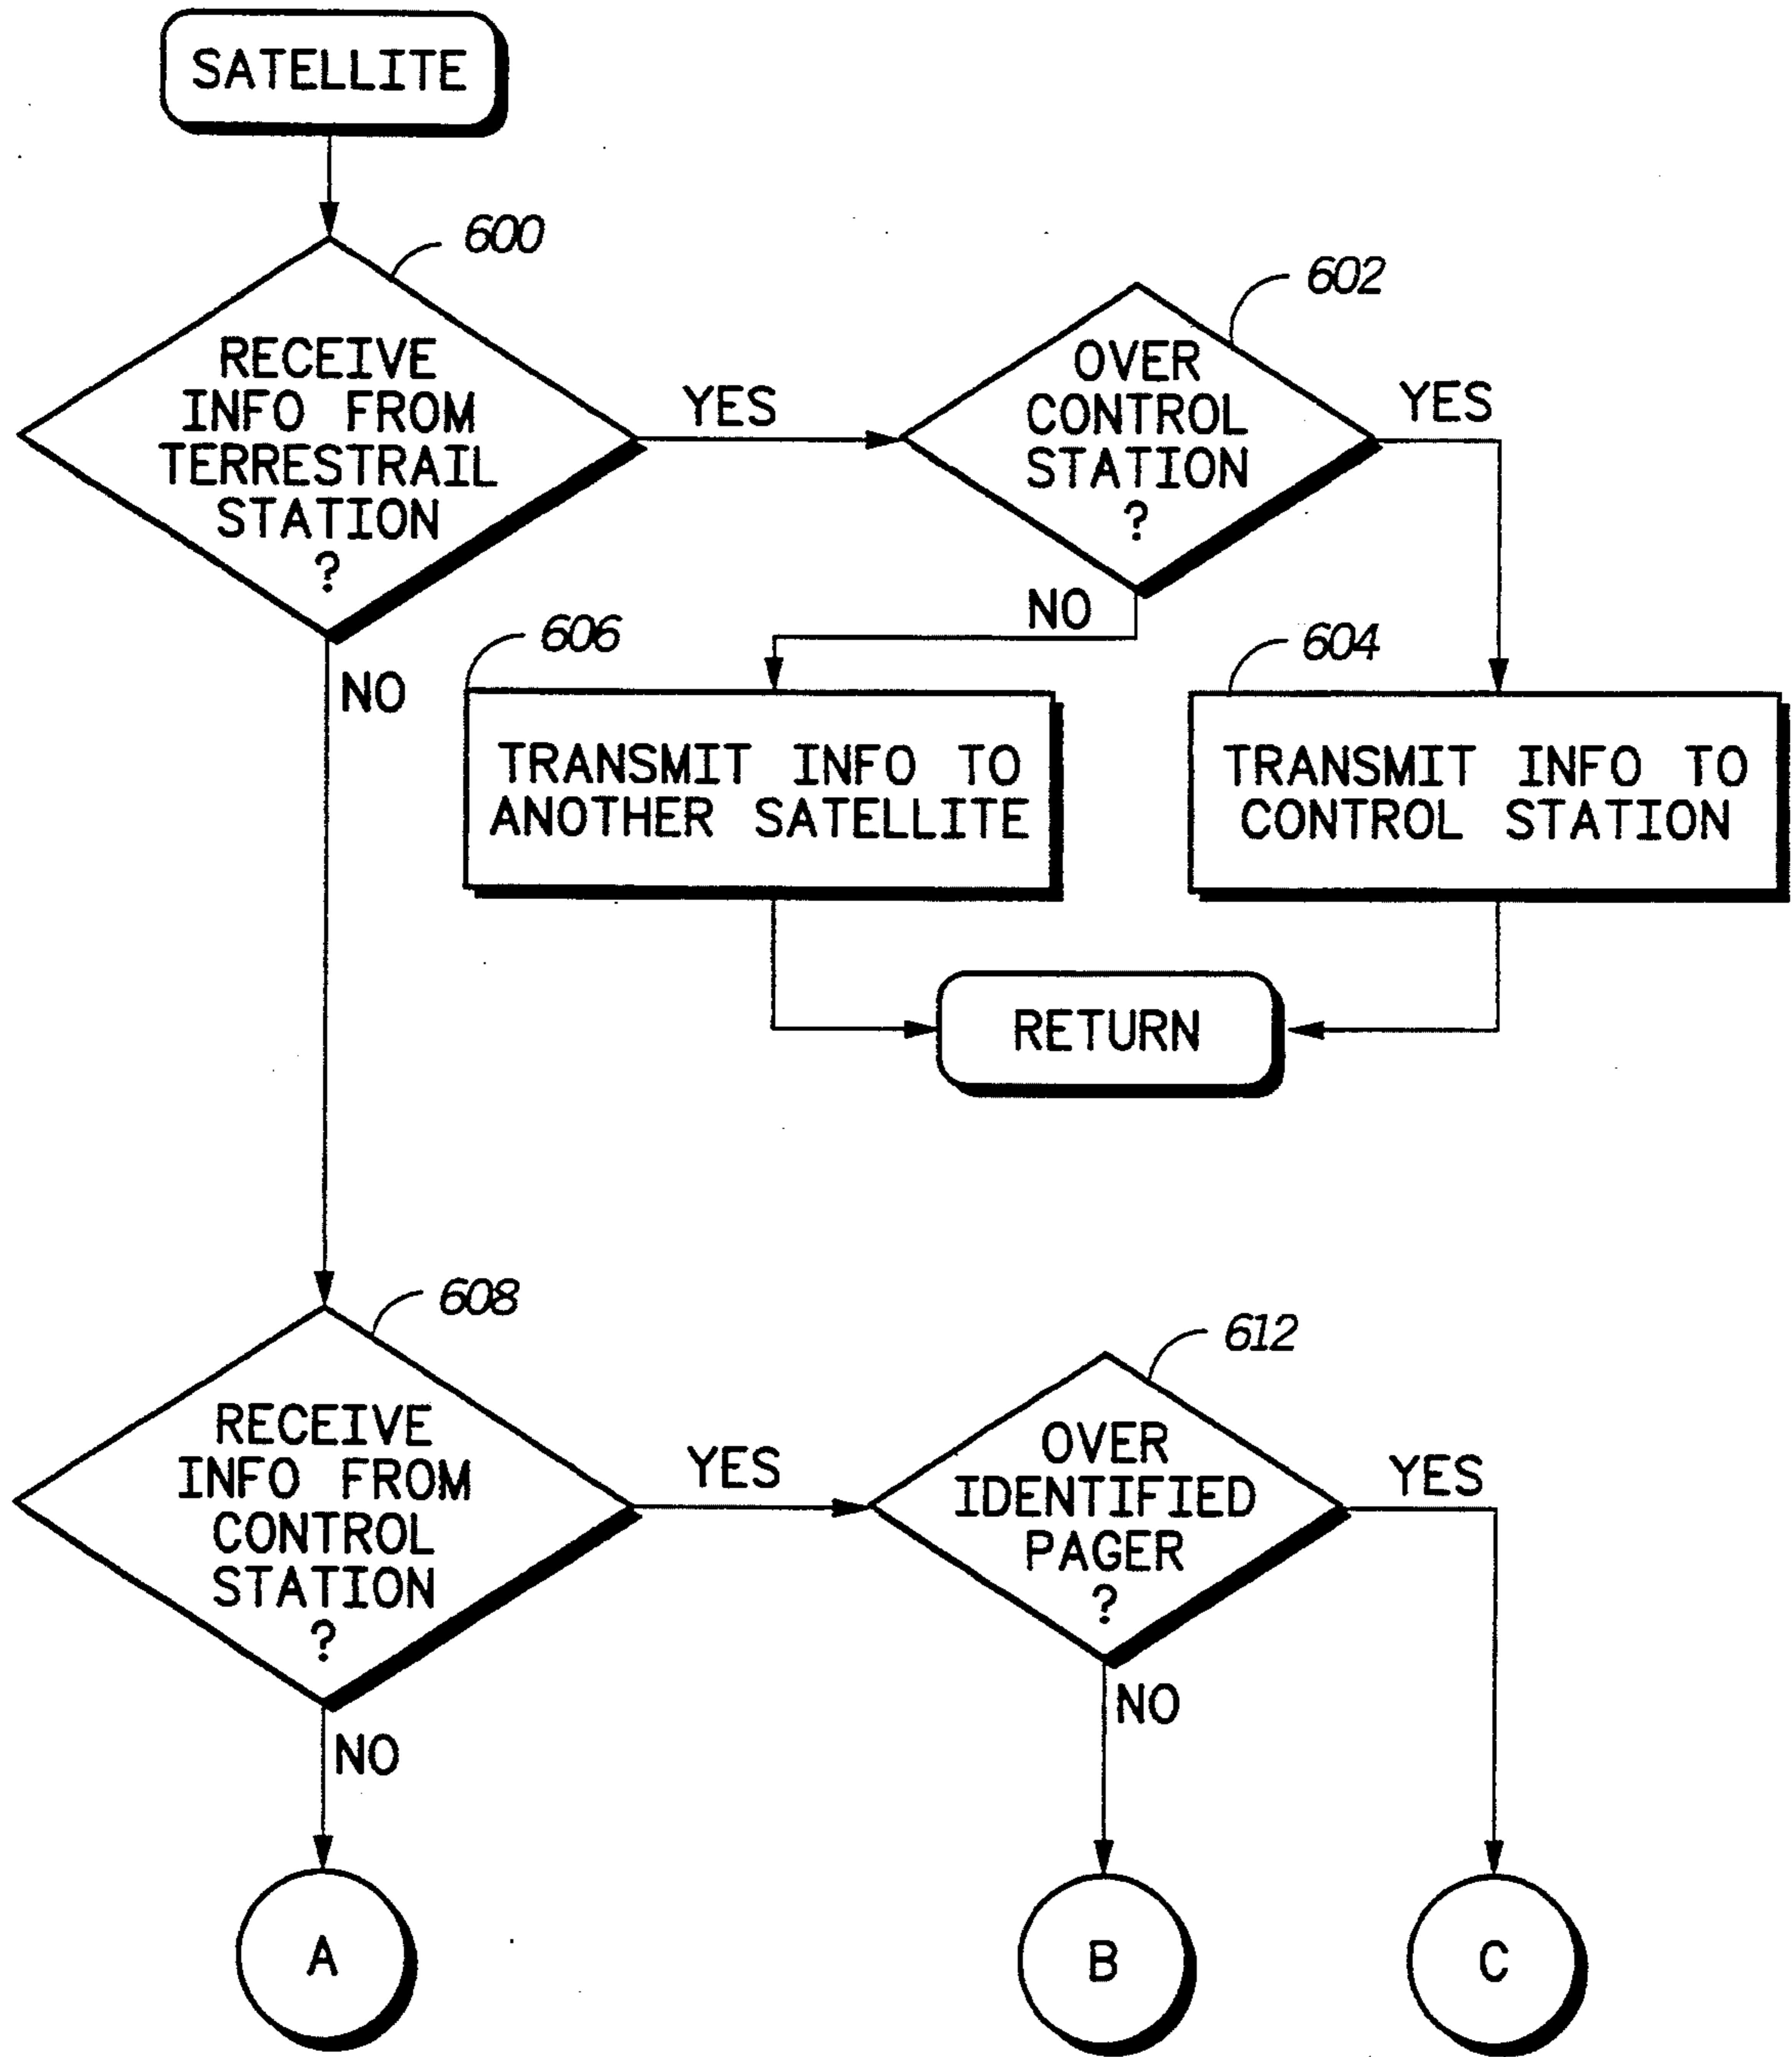 SATELLITE
600
RECEIVE
INFO FROM
TERRESTRAIL
STATION
?
YES
NO
602
OVER
CONTROL
STATION
?
YES
NO
606
TRANSMIT INFO TO
ANOTHER SATELLITE
604
TRANSMIT INFO TO
CONTROL STATION
RETURN
608
RECEIVE
INFO FROM
CONTROL
STATION
?
YES
NO
612
OVER
IDENTIFIED
PAGER
?
YES
NO
A
B
C